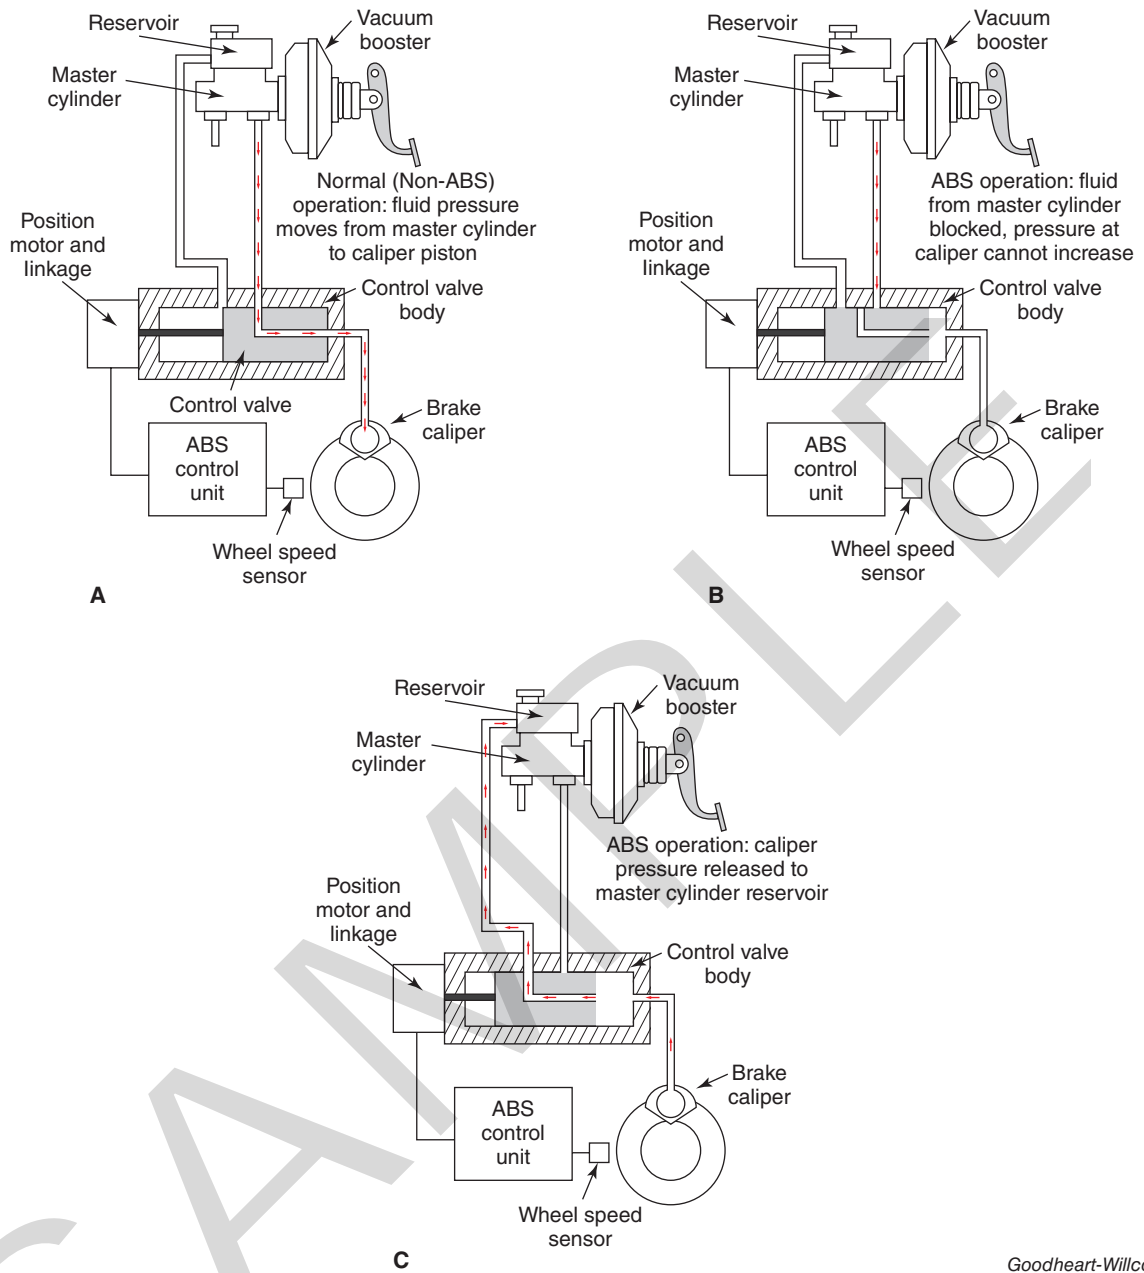 Reservoir
Vacuum
booster
Master
cylinder
Normal (Non-ABS)
operation: fluid pressure
moves from master cylinder
to caliper piston
Position
motor and
linkage
Control valve
body
Control valve
Brake
caliper
ABS
control
unit
Wheel speed
sensor
A
Reservoir
Vacuum
booster
Master
cylinder
ABS operation: fluid
from master cylinder
blocked, pressure at
caliper cannot increase
Position
motor and
linkage
Control valve
body
Brake
caliper
ABS
control
unit
Wheel speed
sensor
B
Reservoir
Vacuum
booster
Master
cylinder
ABS operation: caliper
pressure released to
master cylinder reservoir
Position
motor and
linkage
Control valve
body
Brake
caliper
ABS
control
unit
Wheel speed
sensor
C
SAMPLE